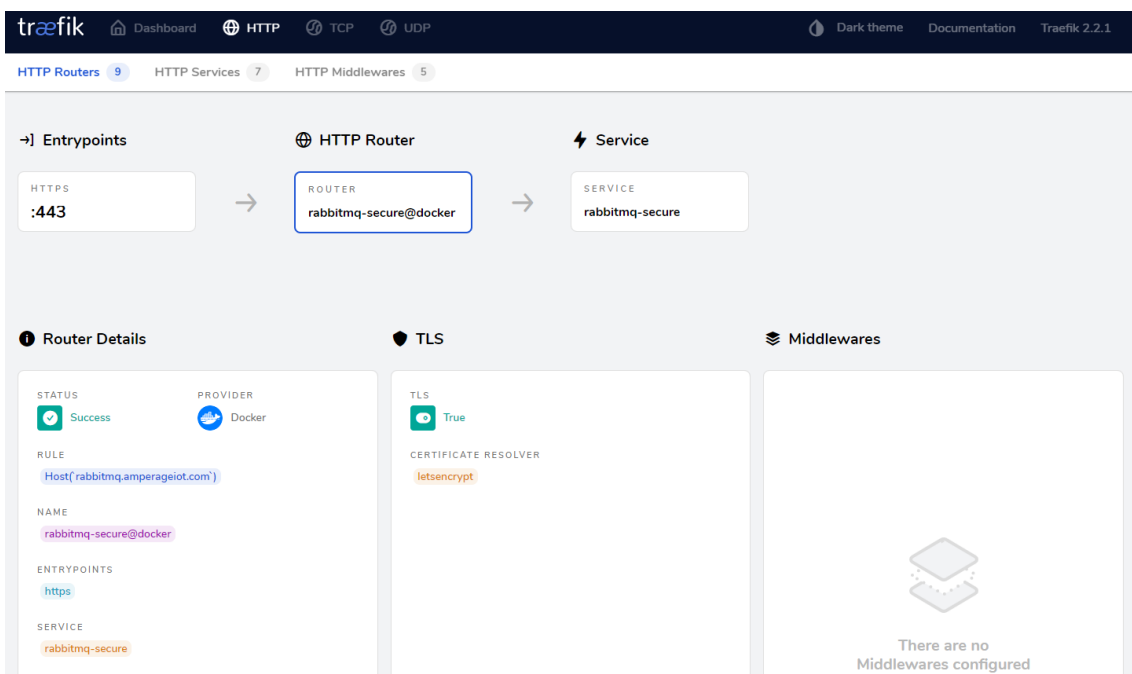 træfik Dashboard HTTP TCP UDP Dark theme Documentation Traefik 2.2.1
HTTP Routers 9 HTTP Services 7 HTTP Middlewares 5
Entrypoints HTTP Router Service
HTTPS ROUTER SERVICE
:443 rabbitmq-secure@docker rabbitmq-secure
Router Details TLS Middlewares
STATUS PROVIDER TLS
Success Docker True
RULE CERTIFICATE RESOLVER
Host(`rabbitmq.amperageiot.com`) letsencrypt
NAME
rabbitmq-secure@docker
ENTRYPOINTS
https
SERVICE
rabbitmq-secure
There are no
Middlewares configured